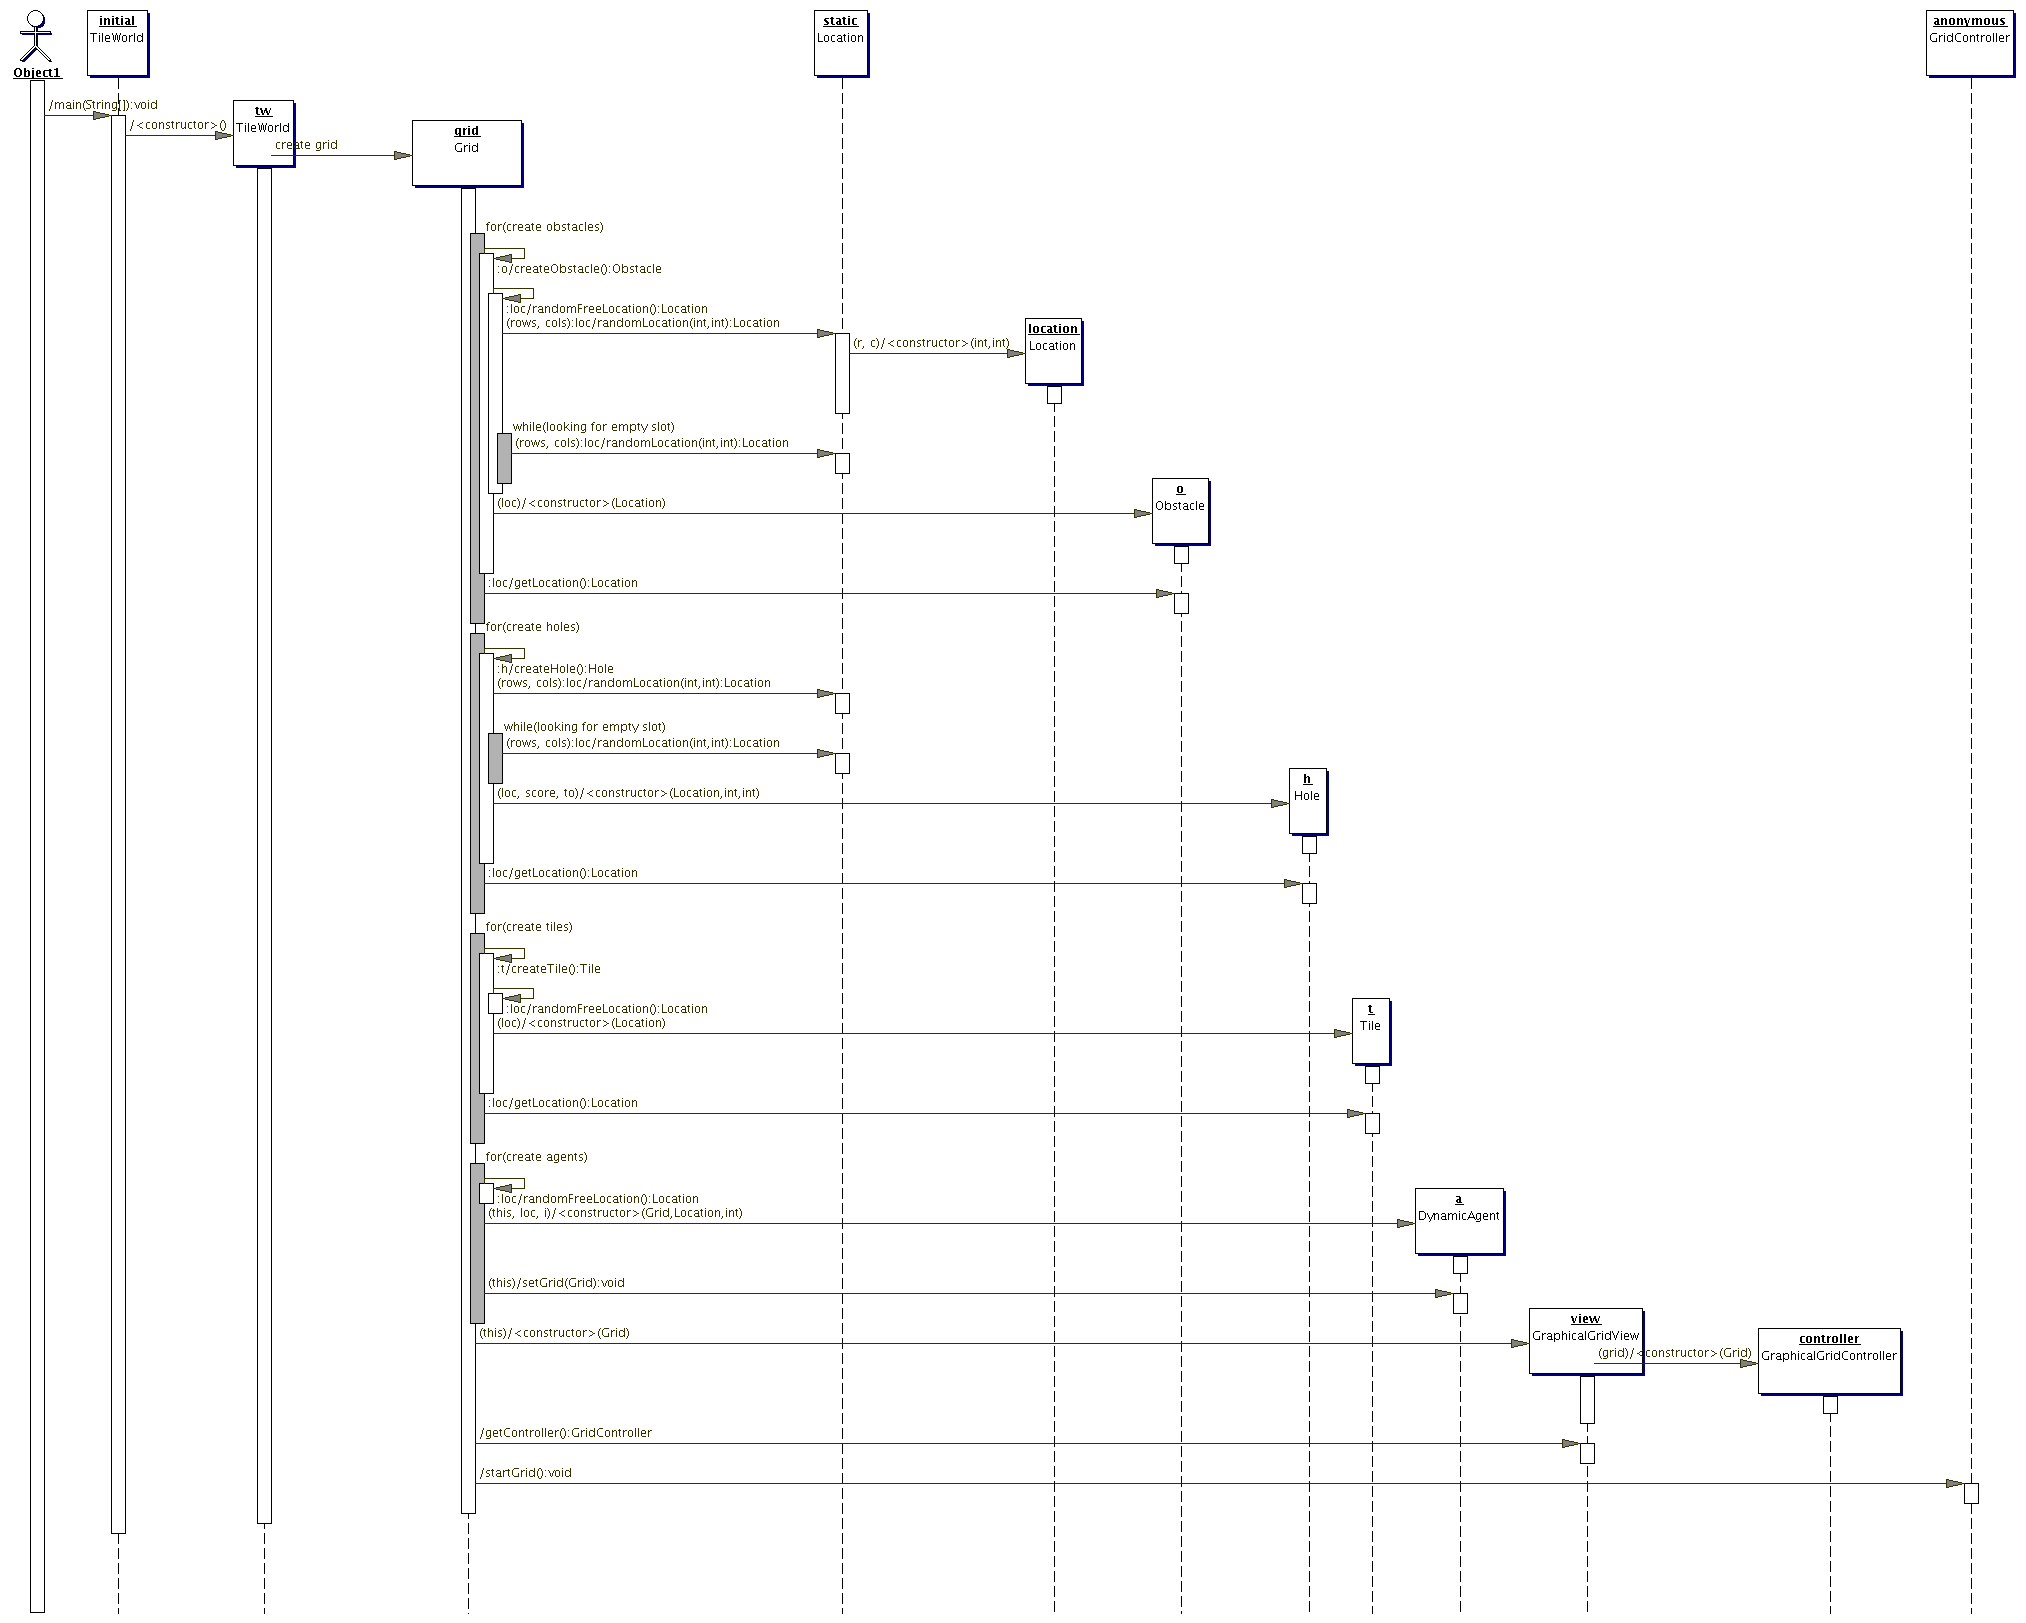 initial
TileWorld
static
Location
anonymous
GridController
Object1
/main(String[]):void
/<constructor>()
tw
TileWorld
create grid
grid
Grid
for(create obstacles)
:o/createObstacle():Obstacle
:loc/randomFreeLocation():Location
(rows, cols):loc/randomLocation(int,int):Location
(r, c)/<constructor>(int,int)
location
Location
while(looking for empty slot)
(rows, cols):loc/randomLocation(int,int):Location
(loc)/<constructor>(Location)
o
Obstacle
:loc/getLocation():Location
for(create holes)
:h/createHole():Hole
(rows, cols):loc/randomLocation(int,int):Location
while(looking for empty slot)
(rows, cols):loc/randomLocation(int,int):Location
(loc, score, to)/<constructor>(Location,int,int)
h
Hole
:loc/getLocation():Location
for(create tiles)
:t/createTile():Tile
:loc/randomFreeLocation():Location
(loc)/<constructor>(Location)
t
Tile
:loc/getLocation():Location
for(create agents)
:loc/randomFreeLocation():Location
(this, loc, i)/<constructor>(Grid,Location,int)
a
DynamicAgent
(this)/setGrid(Grid):void
(this)/<constructor>(Grid)
view
GraphicalGridView
(grid)/<constructor>(Grid)
controller
GraphicalGridController
/getController():GridController
/startGrid():void